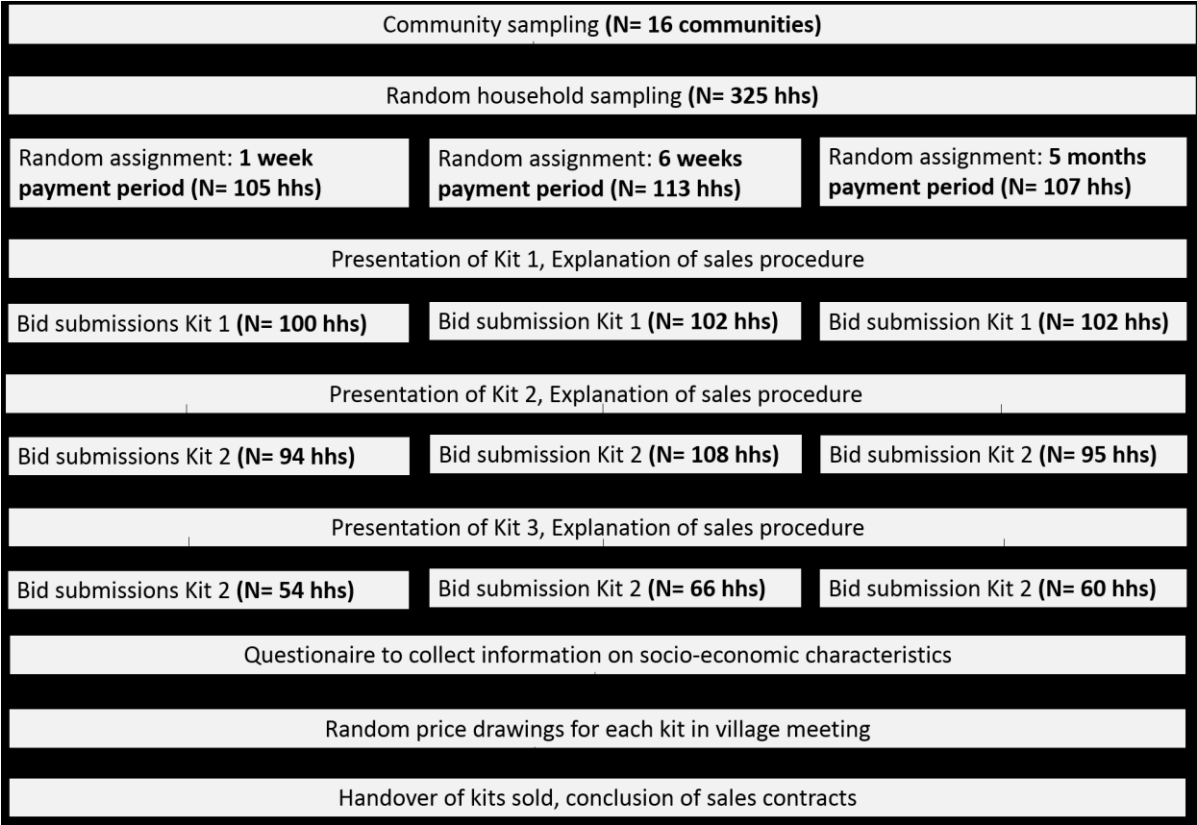 Community sampling (N= 16 communities)
Random household sampling (N= 325 hhs)
Random assignment: 1 week
payment period (N= 105 hhs)
Random assignment: 6 weeks
payment period (N= 113 hhs)
Random assignment: 5 months
payment period (N= 107 hhs)
Presentation of Kit 1, Explanation of sales procedure
Bid submissions Kit 1 (N= 100 hhs)
Bid submission Kit 1 (N= 102 hhs)
Bid submission Kit 1 (N= 102 hhs)
Presentation of Kit 2, Explanation of sales procedure
Bid submissions Kit 2 (N= 94 hhs)
Bid submission Kit 2 (N= 108 hhs)
Bid submission Kit 2 (N= 95 hhs)
Presentation of Kit 3, Explanation of sales procedure
Bid submissions Kit 2 (N= 54 hhs)
Bid submission Kit 2 (N= 66 hhs)
Bid submission Kit 2 (N= 60 hhs)
Questionaire to collect information on socio-economic characteristics
Random price drawings for each kit in village meeting
Handover of kits sold, conclusion of sales contracts